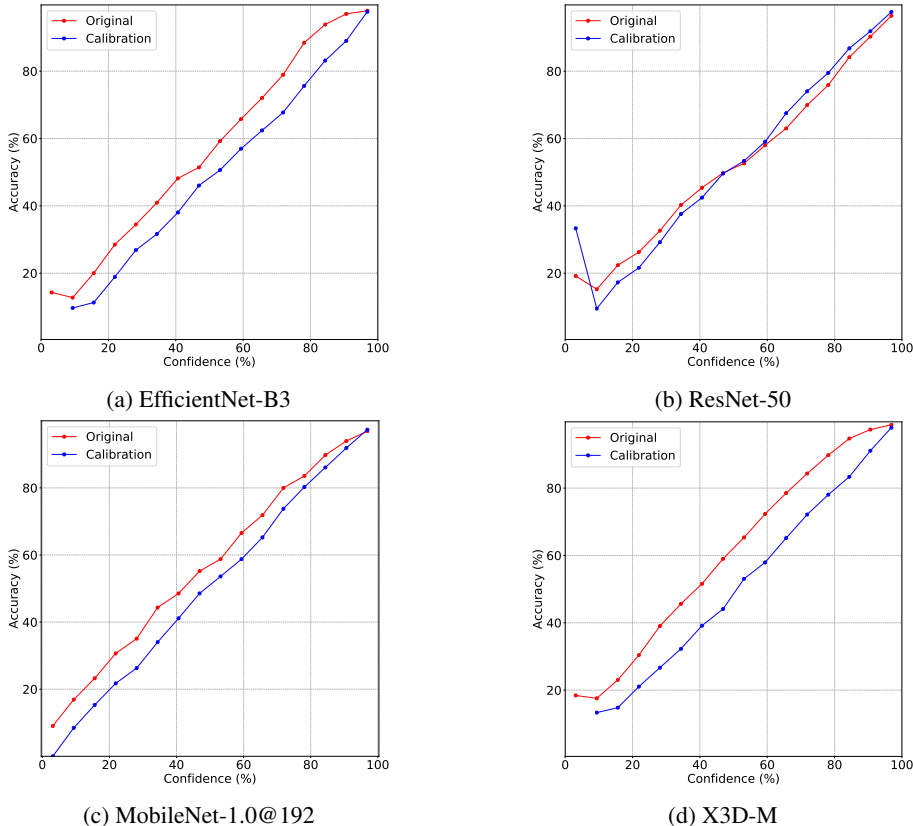 Original
Calibration
80
60
40
20
Accuracy (%)
0 20 40 60 80 100
Confidence (%)
(a) EfficientNet-B3
Original
Calibration
80
60
40
20
Accuracy (%)
0 20 40 60 80 100
Confidence (%)
(b) ResNet-50
Original
Calibration
80
60
40
20
Accuracy (%)
0 20 40 60 80 100
Confidence (%)
(c) MobileNet-1.0@192
Original
Calibration
80
60
40
20
Accuracy (%)
0 20 40 60 80 100
Confidence (%)
(d) X3D-M